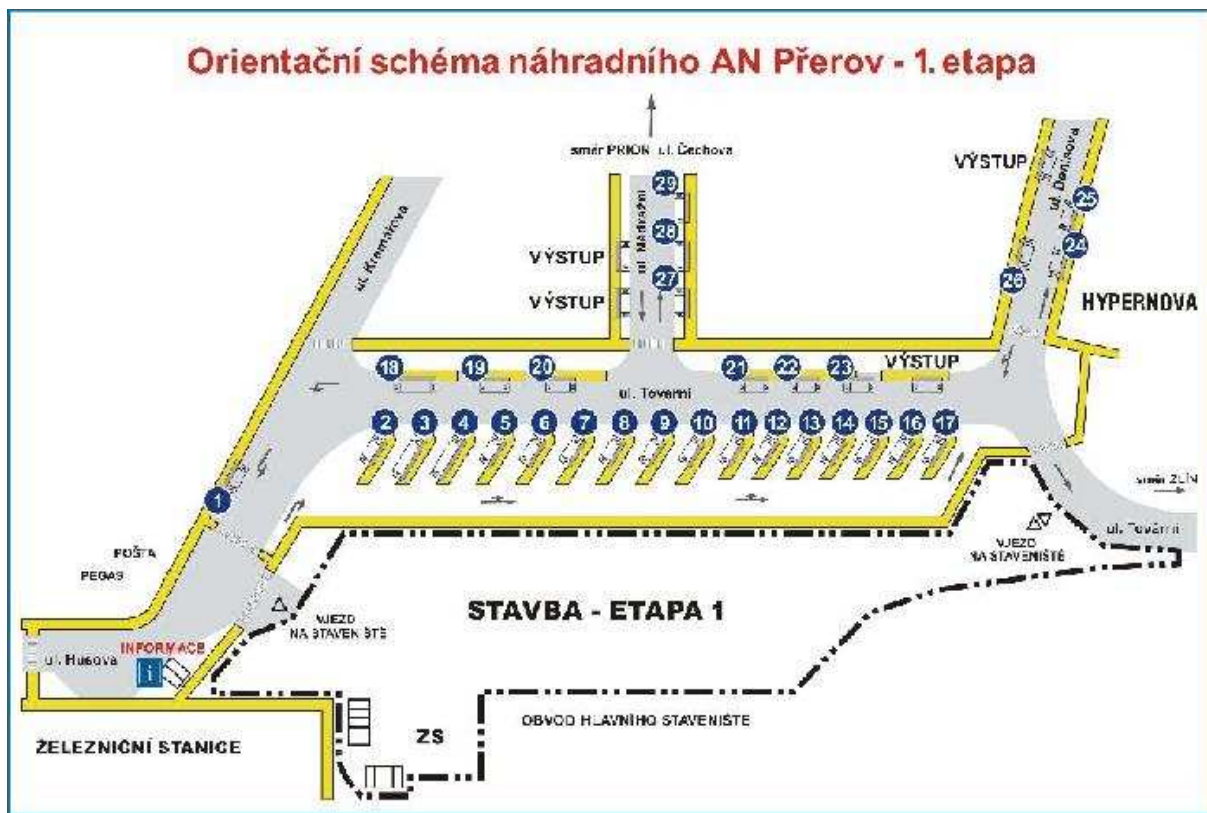 Orientační schéma náhradního AN Přerov - 1. etapa
směr PRIOR ul. Čechova
VÝSTUP
ul. Denisova
29
25
ul. Kramářova
ul. Nádražní
28
24
VÝSTUP
27
26
VÝSTUP
HYPERNOVA
18
19
20
21
22
23
VÝSTUP
ul. Tovární
2
3
4
5
6
7
8
9
10
11
12
13
14
15
16
17
1
směr ZLÍN
ul. Tovární
VJEZD
NA STAVENIŠTĚ
POŠTA
PEGAS
STAVBA - ETAPA 1
VJEZD
NA STAVENIŠTĚ
INFORMACE
ul. Husova
i
OBVOD HLAVNÍHO STAVENIŠTĚ
ZS
ŽELEZNIČNÍ STANICE